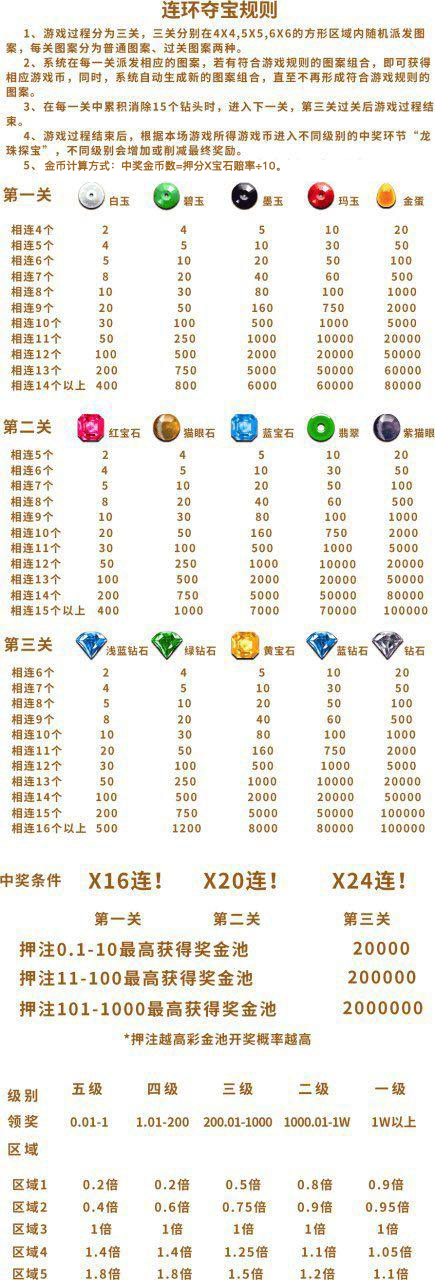 连环夺宝规则
1、游戏过程分为三关，三关分别在4X4,5X5,6X6的方形区域内随机派发图
案，每关图案分为普通图案、过关图案两种。
2、系统在每一关派发相应的图案，若有符合游戏规则的图案组合，即可获得
相应游戏币，同时，系统自动生成新的图案组合，直至不再形成符合游戏规则的
图案。
3、在每一关中累积消除15个钻头时，进入下一关，第三关过关后游戏过程结
束。
4、游戏过程结束后，根据本场游戏所得游戏币进入不同级别的中奖环节“龙
珠探宝”，不同级别会增加或削减最终奖励。
5、金币计算方式：中奖金币数=押分X宝石赔率÷10。
第一关 白玉 碧玉 墨玉 玛玉 金蛋
相连4个 2 4 5 10 20
相连5个 4 5 10 30 50
相连6个 5 10 20 50 100
相连7个 8 20 40 60 500
相连8个 10 30 80 100 1000
相连9个 20 50 160 750 2000
相连10个 30 100 500 1000 5000
相连11个 50 250 1000 10000 20000
相连12个 100 500 2000 20000 50000
相连13个 200 750 5000 50000 60000
相连14个以上 400 800 6000 60000 80000
第二关 红宝石 猫眼石 蓝宝石 翡翠 紫猫眼
相连5个 2 4 5 10 20
相连6个 4 5 10 30 50
相连7个 5 10 20 50 100
相连8个 8 20 40 60 500
相连9个 10 30 80 100 1000
相连10个 20 50 160 750 2000
相连11个 30 100 500 1000 5000
相连12个 50 250 1000 10000 20000
相连13个 100 500 2000 20000 50000
相连14个 200 750 5000 50000 80000
相连15个以上 400 1000 7000 70000 100000
第三关 浅蓝钻石 绿钻石 黄宝石 蓝钻石 钻石
相连6个 2 4 5 10 20
相连7个 4 5 10 30 50
相连8个 5 10 20 50 100
相连9个 8 20 40 60 500
相连10个 10 30 80 100 1000
相连11个 20 50 160 750 2000
相连12个 30 100 500 1000 5000
相连13个 50 250 1000 10000 20000
相连14个 100 500 2000 20000 50000
相连15个 200 750 5000 50000 100000
相连16个以上 500 1200 8000 80000 100000
中奖条件 X16连！ X20连！ X24连！
第一关 第二关 第三关
押注0.1-10最高获得奖金池 20000
押注11-100最高获得奖金池 200000
押注101-1000最高获得奖金池 2000000
*押注越高彩金池开奖概率越高
级别 五级 四级 三级 二级 一级
领奖 0.01-1 1.01-200 200.01-1000 1000.01-1W 1W以上
区域
区域1 0.2倍 0.2倍 0.5倍 0.8倍 0.9倍
区域2 0.4倍 0.6倍 0.75倍 0.9倍 0.95倍
区域3 1倍 1倍 1倍 1倍 1倍
区域4 1.4倍 1.4倍 1.25倍 1.1倍 1.05倍
区域5 1.8倍 1.8倍 1.5倍 1.2倍 1.1倍